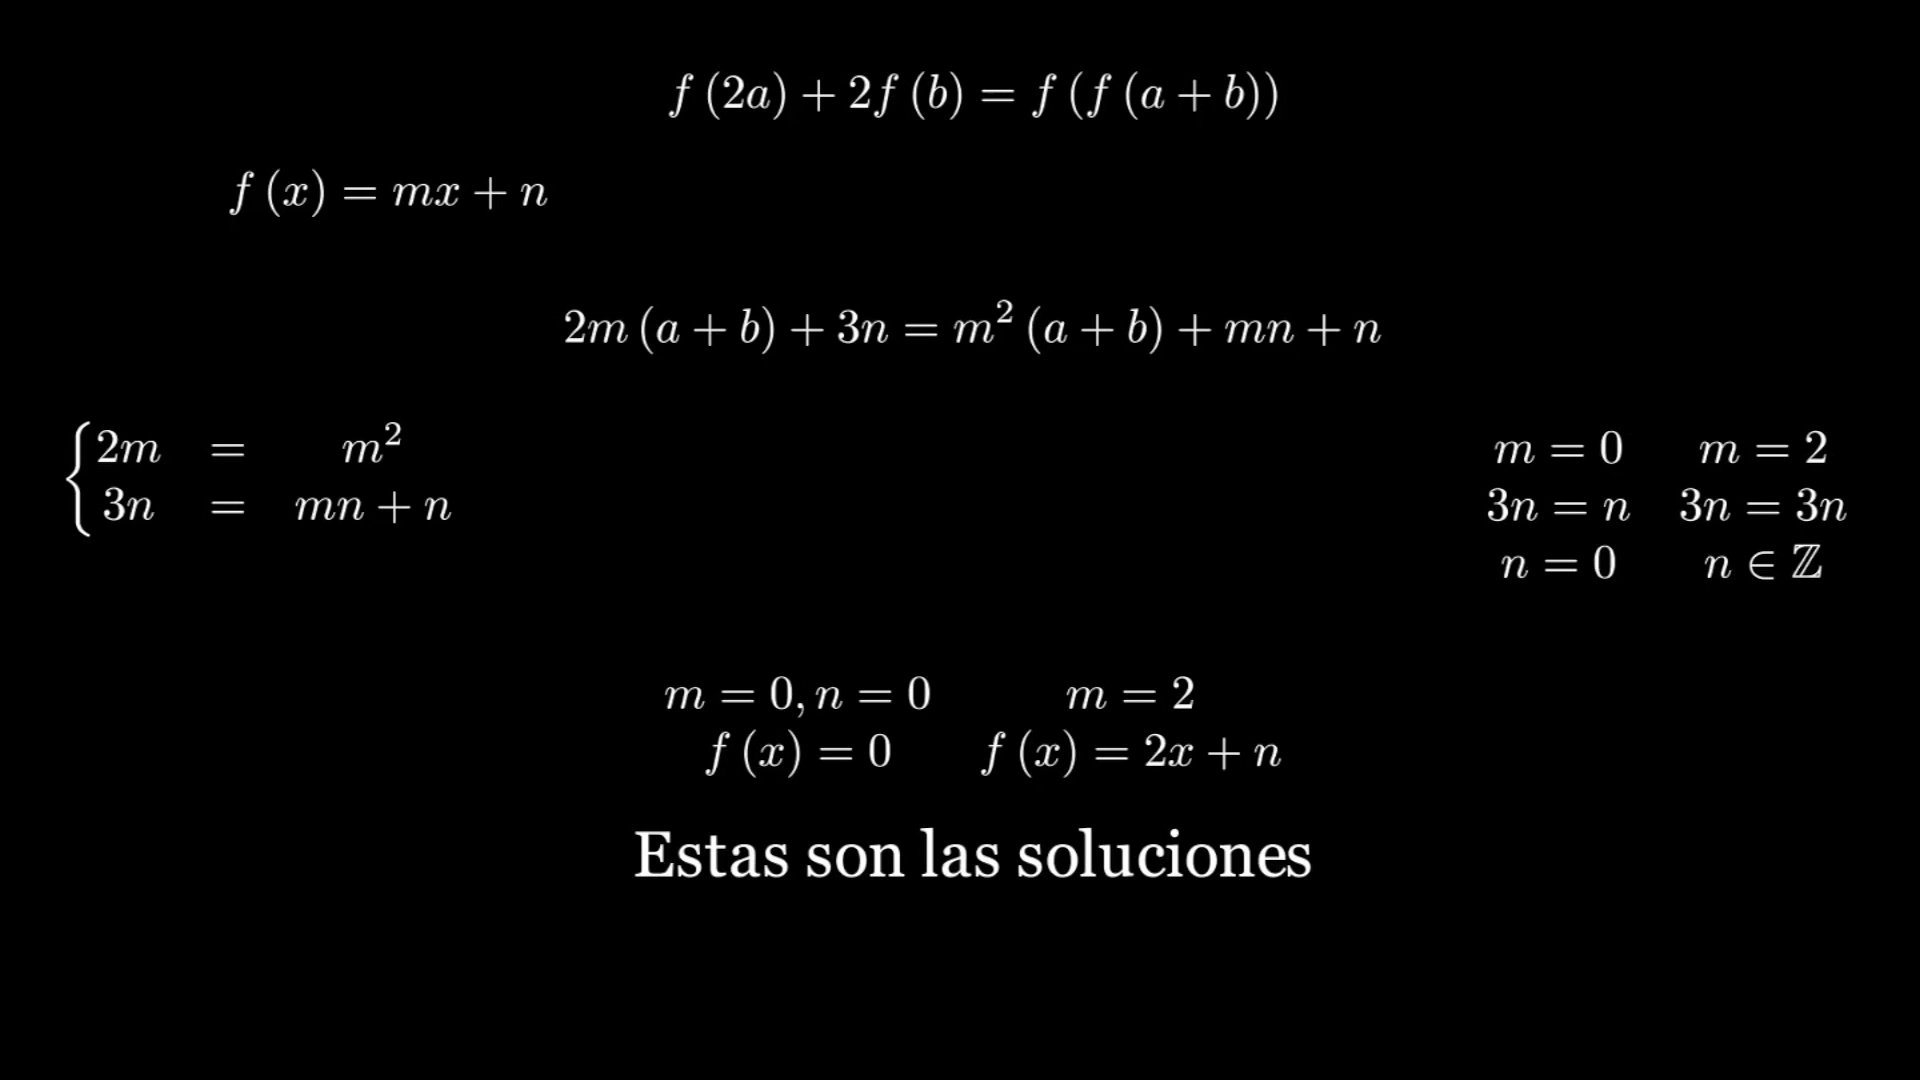 f (2a) + 2f (b) = f (f (a + b))
f (x) = mx + n
2m (a + b) + 3n = m² (a + b) + mn + n
{ 2m = m²
3n = mn + n
m = 0 m = 2
3n = n 3n = 3n
n = 0 n ∈ ℤ
m = 0, n = 0 m = 2
f (x) = 0 f (x) = 2x + n
Estas son las soluciones